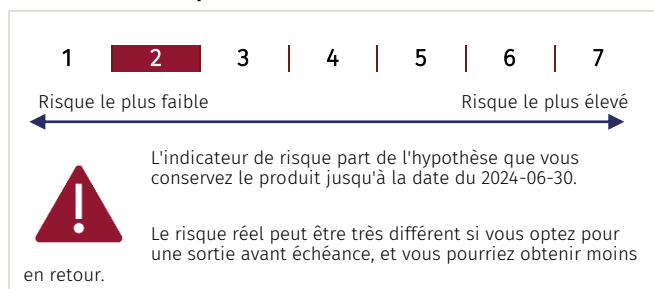 1 2 3 4 5 6 7
Risque le plus faible Risque le plus élevé
L'indicateur de risque part de l'hypothèse que vous
conservez le produit jusqu'à la date du 2024-06-30.
Le risque réel peut être très différent si vous optez pour
une sortie avant échéance, et vous pourriez obtenir moins
en retour.